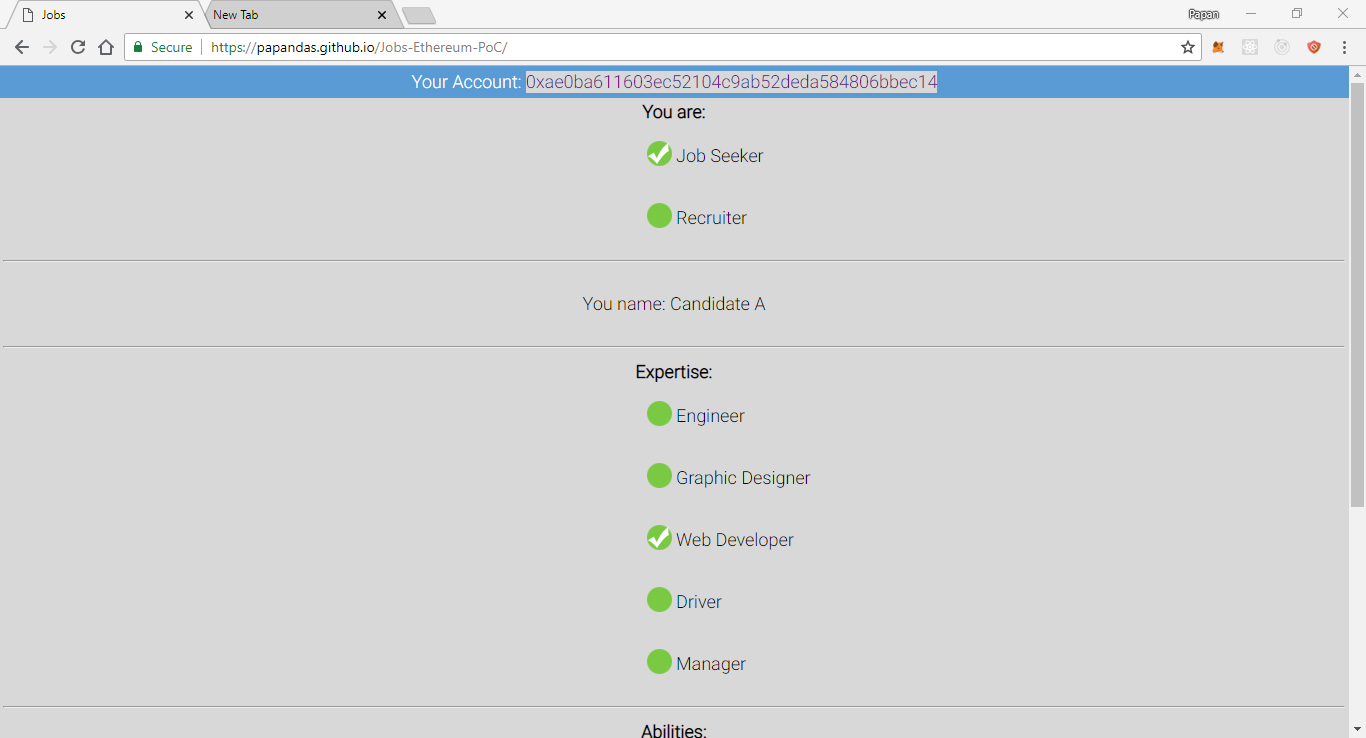 Jobs
New Tab
Papan
Secure https://papandas.github.io/Jobs-Ethereum-PoC/
Your Account: 0xae0ba611603ec52104c9ab52deda584806bbec14
You are:
Job Seeker
Recruiter
You name: Candidate A
Expertise:
Engineer
Graphic Designer
Web Developer
Driver
Manager
Abilities: